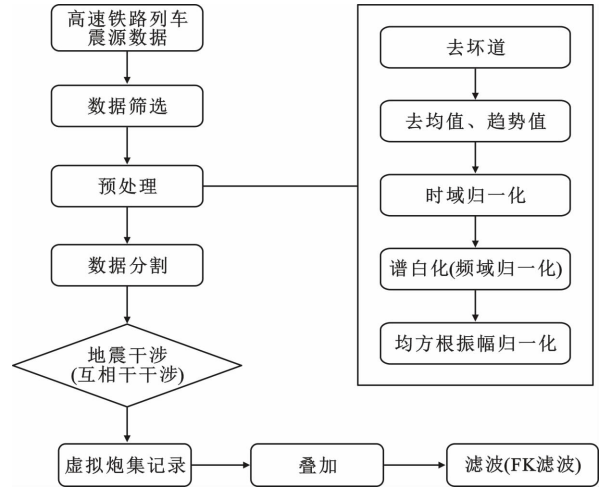 高速铁路列车
震源数据
数据筛选
预处理
数据分割
地震干涉
(互相干干涉)
虚拟炮集记录
叠加
滤波(FK滤波)
去坏道
去均值、趋势值
时域归一化
谱白化(频域归一化)
均方根振幅归一化